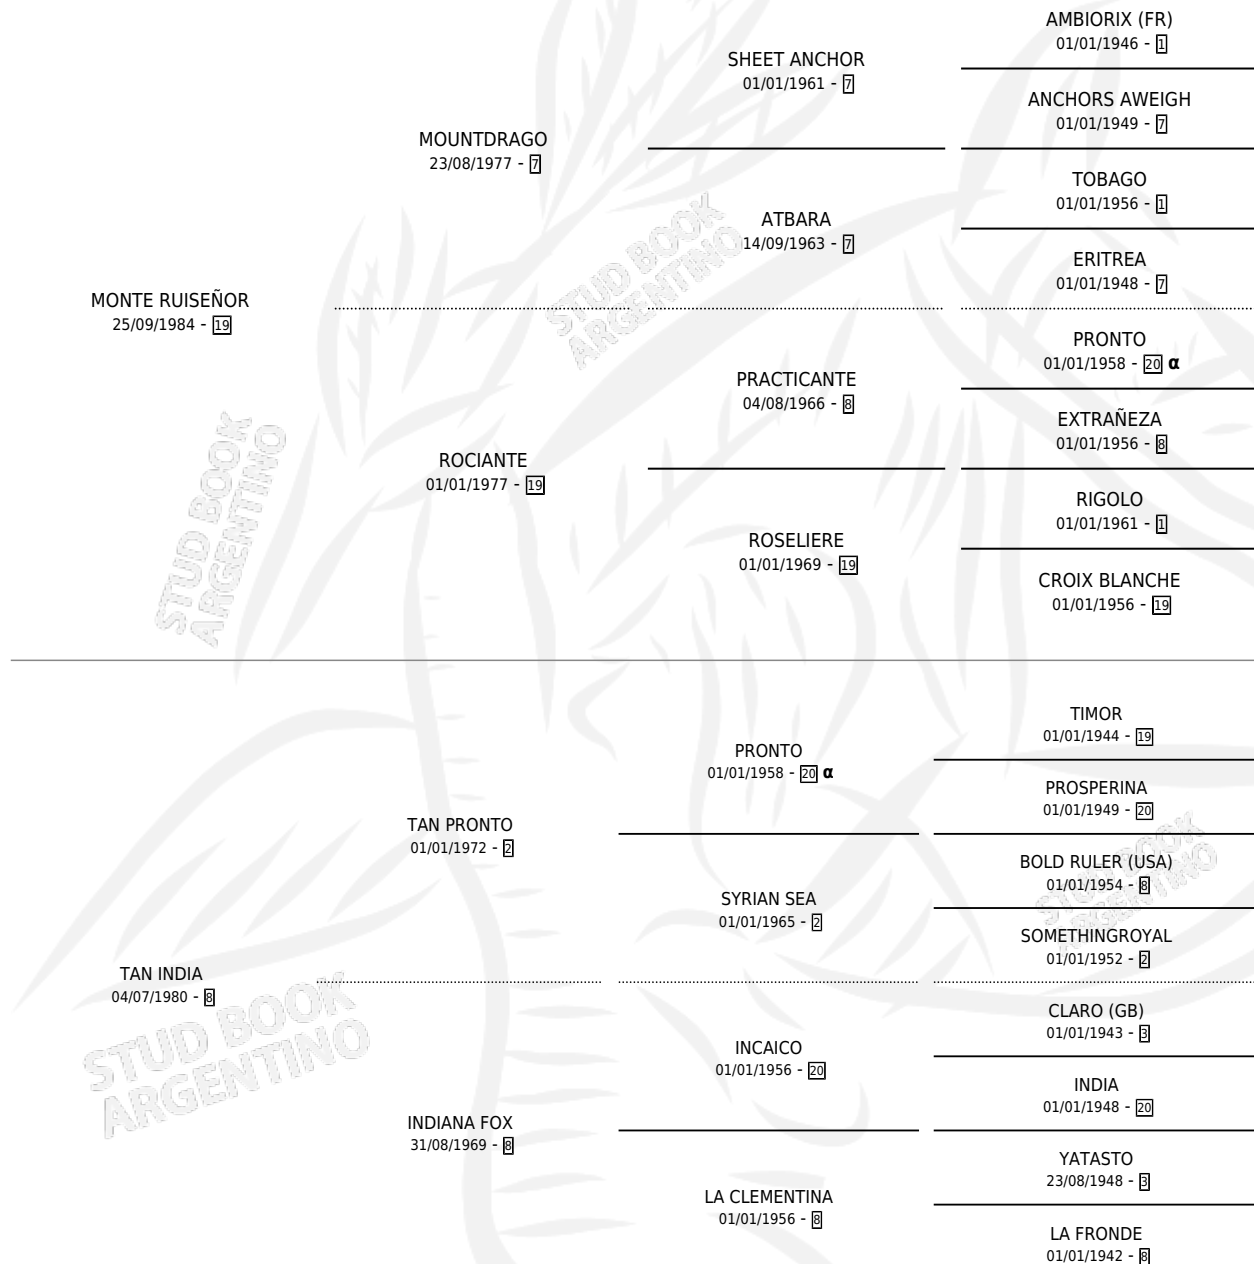 AMBIORIX (FR)
01/01/1946 - 1
SHEET ANCHOR
01/01/1961 - 7
ANCHORS AWEIGH
01/01/1949 - 7
MOUNTDRAGO
23/08/1977 - 7
TOBAGO
01/01/1956 - 1
ATBARA
14/09/1963 - 7
ERITREA
01/01/1948 - 7
MONTE RUISEÑOR
25/09/1984 - 19
STUD BOOK
ARGENTINO
PRONTO
01/01/1958 - 20 α
PRACTICANTE
04/08/1966 - 8
EXTRAÑEZA
01/01/1956 - 8
ROCIANTE
01/01/1977 - 19
RIGOLO
01/01/1961 - 1
ROSELIERE
01/01/1969 - 19
CROIX BLANCHE
01/01/1956 - 19
STUD BOOK
ARGENTINO
TIMOR
01/01/1944 - 19
PRONTO
01/01/1958 - 20 α
PROSPERINA
01/01/1949 - 20
TAN PRONTO
01/01/1972 - 2
BOLD RULER (USA)
01/01/1954 - 8
SYRIAN SEA
01/01/1965 - 2
SOMETHINGROYAL
01/01/1952 - 2
STUD BOOK
ARGENTINO
TAN INDIA
04/07/1980 - 8
CLARO (GB)
01/01/1943 - 3
INCAICO
01/01/1956 - 20
INDIA
01/01/1948 - 20
STUD BOOK
ARGENTINO
INDIANA FOX
31/08/1969 - 8
YATASTO
23/08/1948 - 3
LA CLEMENTINA
01/01/1956 - 8
LA FRONDE
01/01/1942 - 8